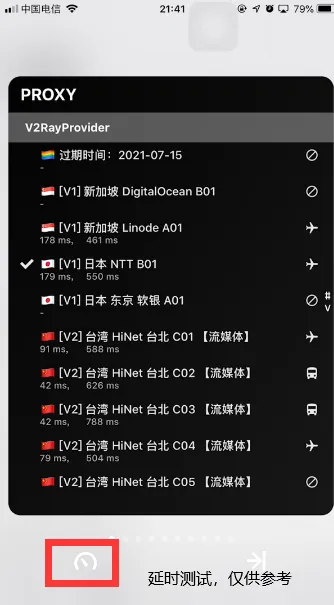 中国电信
21:41
79%
PROXY
V2RayProvider
过期时间：2021-07-15
-
[V1] 新加坡 DigitalOcean B01
-
[V1] 新加坡 Linode A01
178 ms, 461 ms
[V1] 日本 NTT B01
179 ms, 550 ms
[V1] 日本 东京 软银 A01
-
#
V
[V2] 台湾 HiNet 台北 C01 【流媒体】
91 ms, 588 ms
[V2] 台湾 HiNet 台北 C02 【流媒体】
42 ms, 626 ms
[V2] 台湾 HiNet 台北 C03 【流媒体】
42 ms, 788 ms
[V2] 台湾 HiNet 台北 C04 【流媒体】
79 ms, 504 ms
[V2] 台湾 HiNet 台北 C05 【流媒体】
延时测试，仅供参考